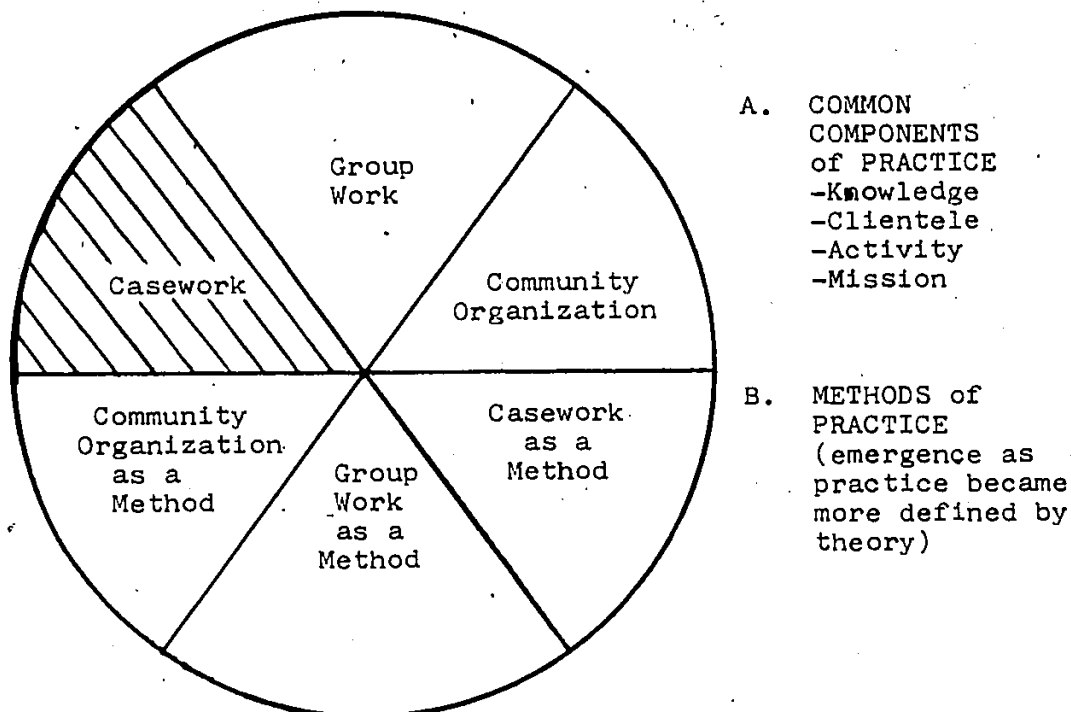 Group
Work
Casework
Community
Organization
Community
Organization
as a
Method
Group
Work
as a
Method
Casework
as a
Method
A. COMMON
COMPONENTS
of PRACTICE
-Knowledge
-Clientele
-Activity
-Mission
B. METHODS of
PRACTICE
(emergence as
practice became
more defined by
theory)